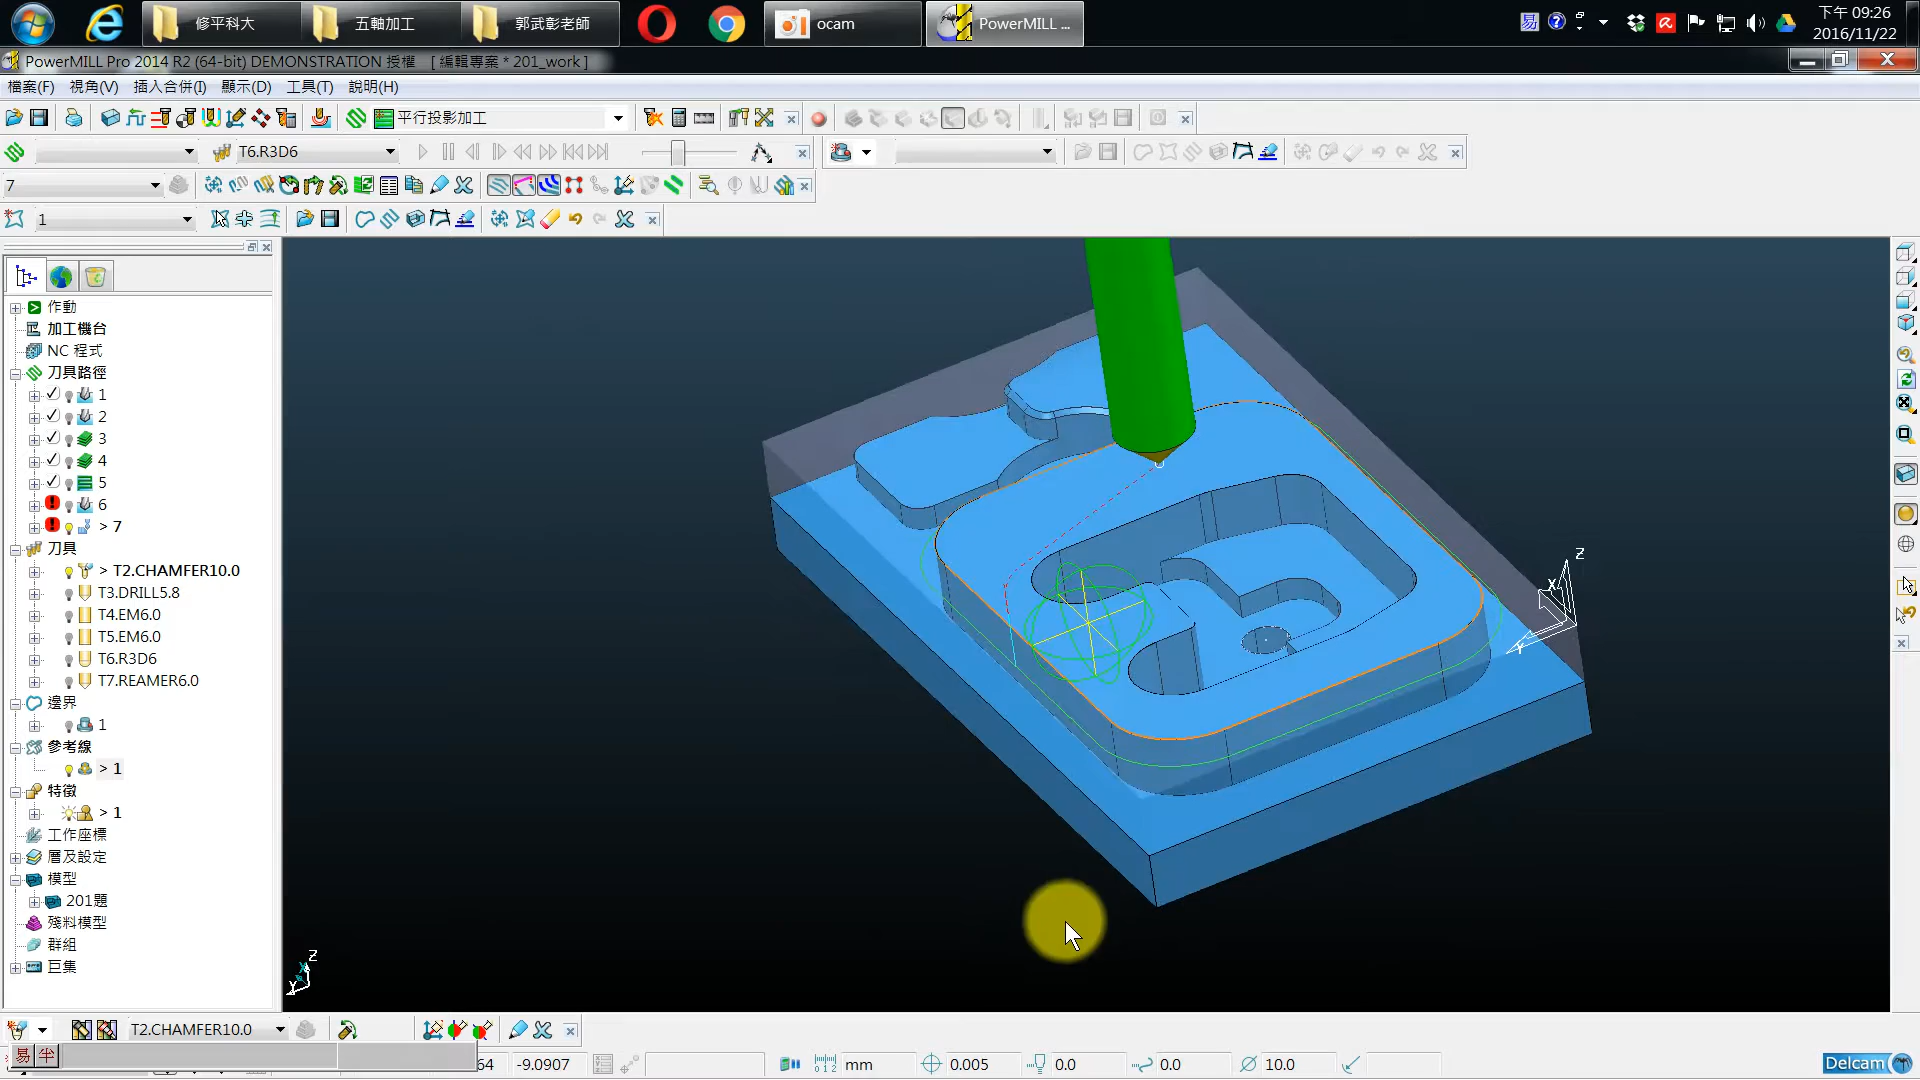 修平科大
五軸加工
郭武彰老師
ocam
PowerMILL ...
易
下午 09:26
2016/11/22
PowerMILL Pro 2014 R2 (64-bit) DEMONSTRATION 授權 [ 編輯專案 * 201_work ]
檔案(F) 視角(V) 插入合併(I) 顯示(D) 工具(T) 說明(H)
平行投影加工
T6.R3D6
7
1
作動
加工機台
NC 程式
刀具路徑
1
2
3
4
5
6
> 7
刀具
> T2.CHAMFER10.0
T3.DRILL5.8
T4.EM6.0
T5.EM6.0
T6.R3D6
T7.REAMER6.0
邊界
1
參考線
> 1
特徵
> 1
工作座標
層及設定
模型
201題
殘料模型
群組
巨集
Z
X
Y
Z
X
Y
T2.CHAMFER10.0
易 半
64 -9.0907 mm 0.005 0.0 0.0 10.0
Delcam